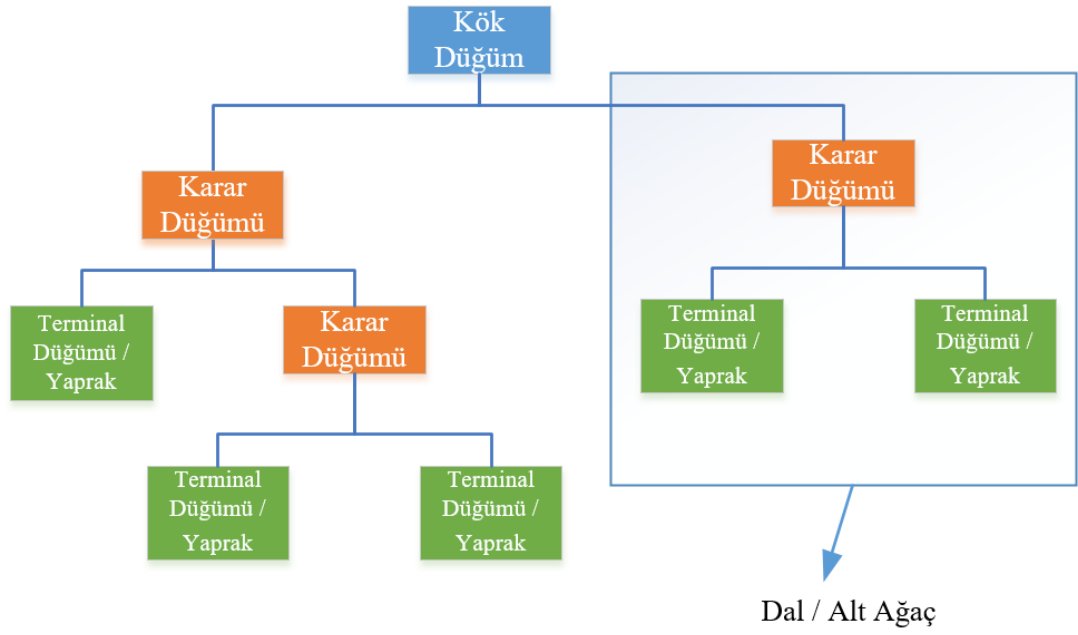 Kök
Düğüm
Karar
Düğümü
Karar
Düğümü
Terminal
Düğümü /
Yaprak
Karar
Düğümü
Terminal
Düğümü /
Yaprak
Terminal
Düğümü /
Yaprak
Terminal
Düğümü /
Yaprak
Terminal
Düğümü /
Yaprak
Dal / Alt Ağaç